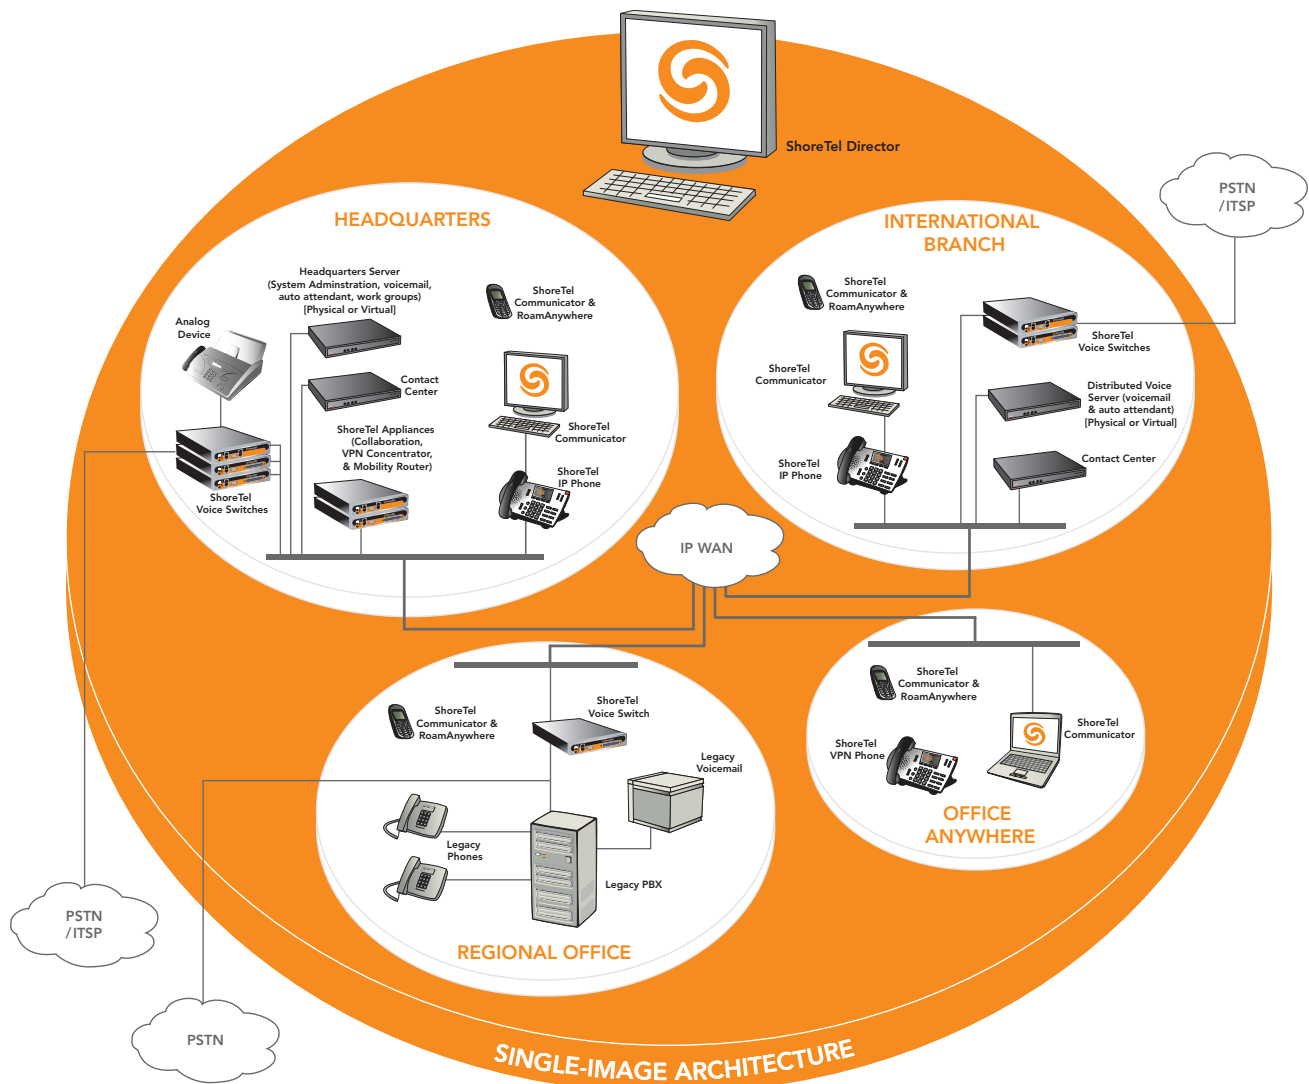 ShoreTel Director
PSTN
/ITSP
HEADQUARTERS
Headquarters Server
(System Adminstration, voicemail,
auto attendant, work groups)
[Physical or Virtual]
ShoreTel
Communicator &
RoamAnywhere
Analog
Device
Contact
Center
ShoreTel Appliances
(Collaboration,
VPN Concentrator,
& Mobility Router)
ShoreTel
Communicator
ShoreTel
IP Phone
ShoreTel
Voice Switches
INTERNATIONAL
BRANCH
ShoreTel
Communicator &
RoamAnywhere
ShoreTel
Voice Switches
ShoreTel
Communicator
Distributed Voice
Server (voicemail
& auto attendant)
[Physical or Virtual]
ShoreTel
IP Phone
Contact Center
IP WAN
ShoreTel
Communicator &
RoamAnywhere
ShoreTel
Voice Switch
Legacy
Voicemail
Legacy
Phones
Legacy PBX
REGIONAL OFFICE
ShoreTel
Communicator &
RoamAnywhere
ShoreTel
Communicator
ShoreTel
VPN Phone
OFFICE
ANYWHERE
PSTN
/ITSP
PSTN
SINGLE-IMAGE ARCHITECTURE